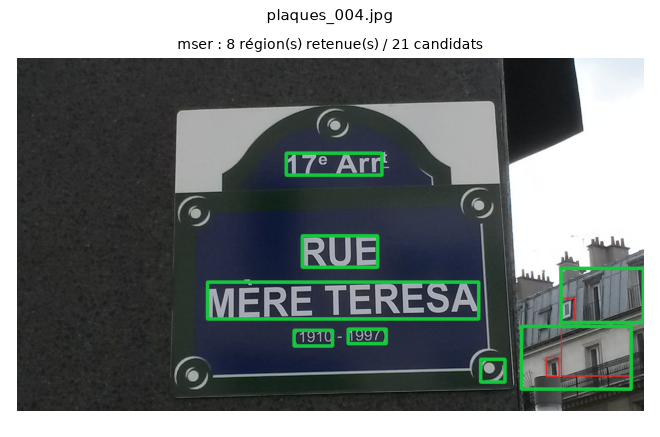 plaques_004.jpg
mser : 8 région(s) retenue(s) / 21 candidats
17e Arrt
RUE
MÈRE TERESA
1910 - 1997